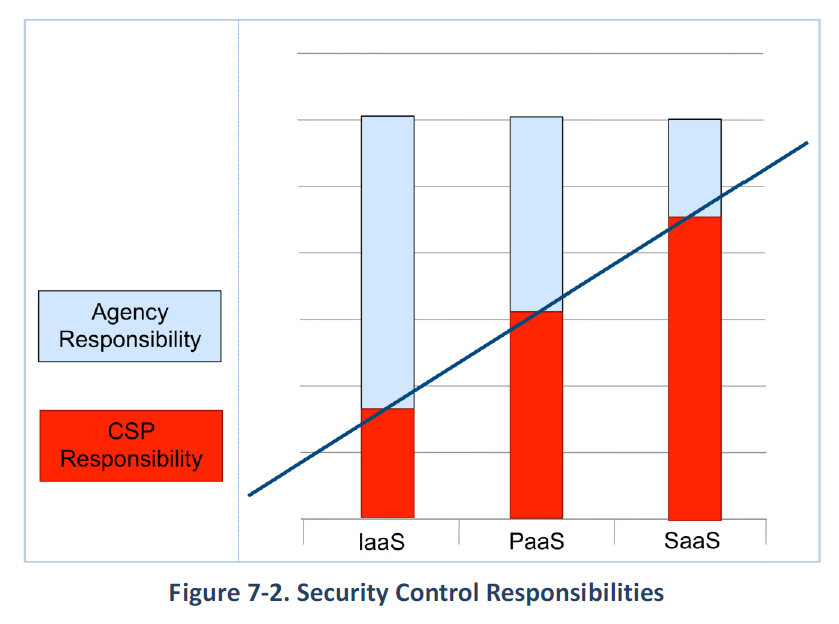 Agency
Responsibility
CSP
Responsibility
IaaS
PaaS
SaaS
Figure 7-2. Security Control Responsibilities